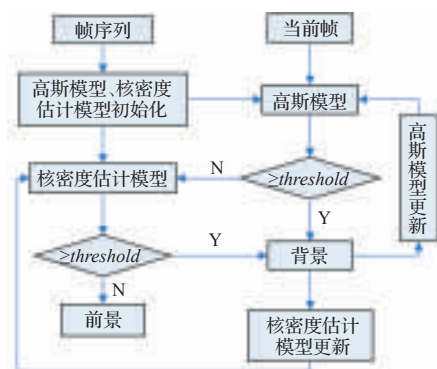 帧序列
当前帧
高斯模型、核密度
估计模型初始化
高斯模型
高斯模型更新
核密度估计模型
N
≥threshold
Y
≥threshold
Y
背景
N
前景
核密度估计
模型更新